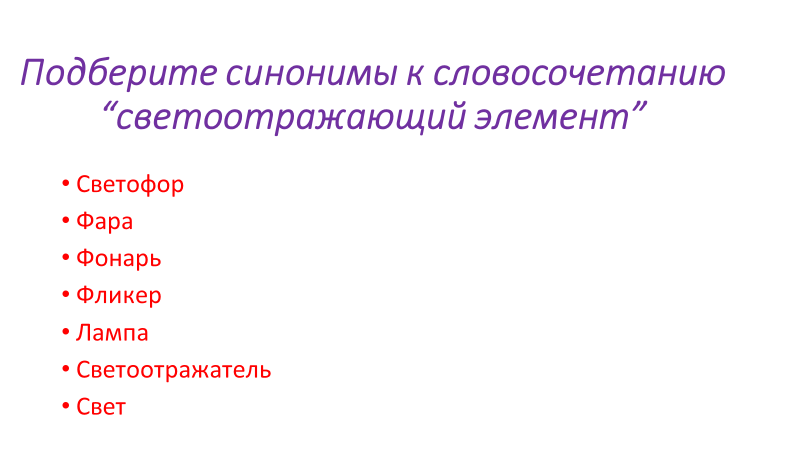 Подберите синонимы к словосочетанию
“светоотражающий элемент”
• Светофор
• Фара
• Фонарь
• Фликер
• Лампа
• Светоотражатель
• Свет